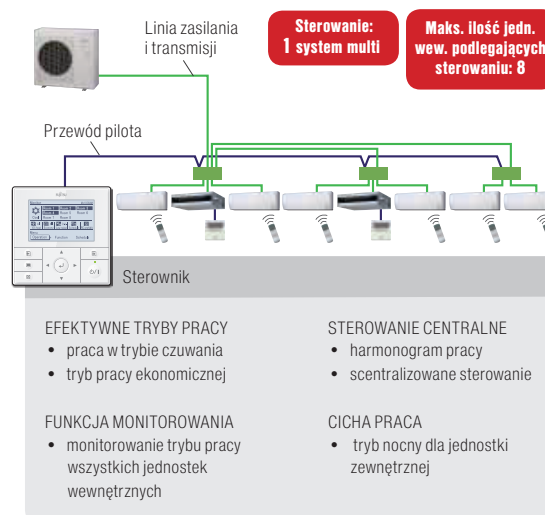 Linia zasilania
i transmisji
Sterowanie:
1 system multi
Maks. ilość jedn.
wew. podlegających
sterowaniu: 8
Przewód pilota
Sterownik
EFEKTYWNE TRYBY PRACY
• praca w trybie czuwania
• tryb pracy ekonomicznej
FUNKCJA MONITOROWANIA
• monitorowanie trybu pracy
wszystkich jednostek
wewnętrznych
STEROWANIE CENTRALNE
• harmonogram pracy
• scentralizowane sterowanie
CICHA PRACA
• tryb nocny dla jednostki
zewnętrznej